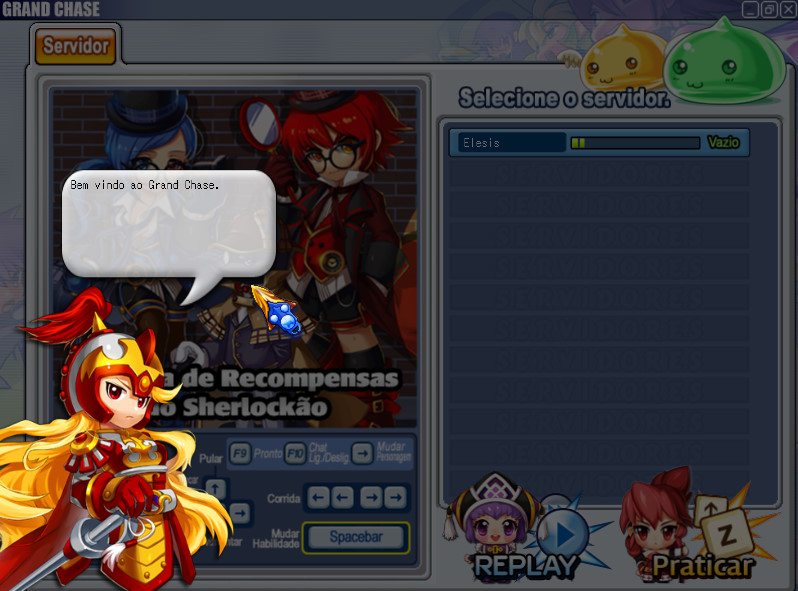 GRAND CHASE
Servidor
Selecione o servidor.
Elesis
Vazio
Bem vindo ao Grand Chase.
de Recompensas
Sherlockão
Pular
F9 Pronto F10 Chat Lig./Deslig. → Mudar Personagem
↑
Corrida ← ← → →
→
Mudar Habilidade Spacebar
REPLAY
↑
Z
Praticar